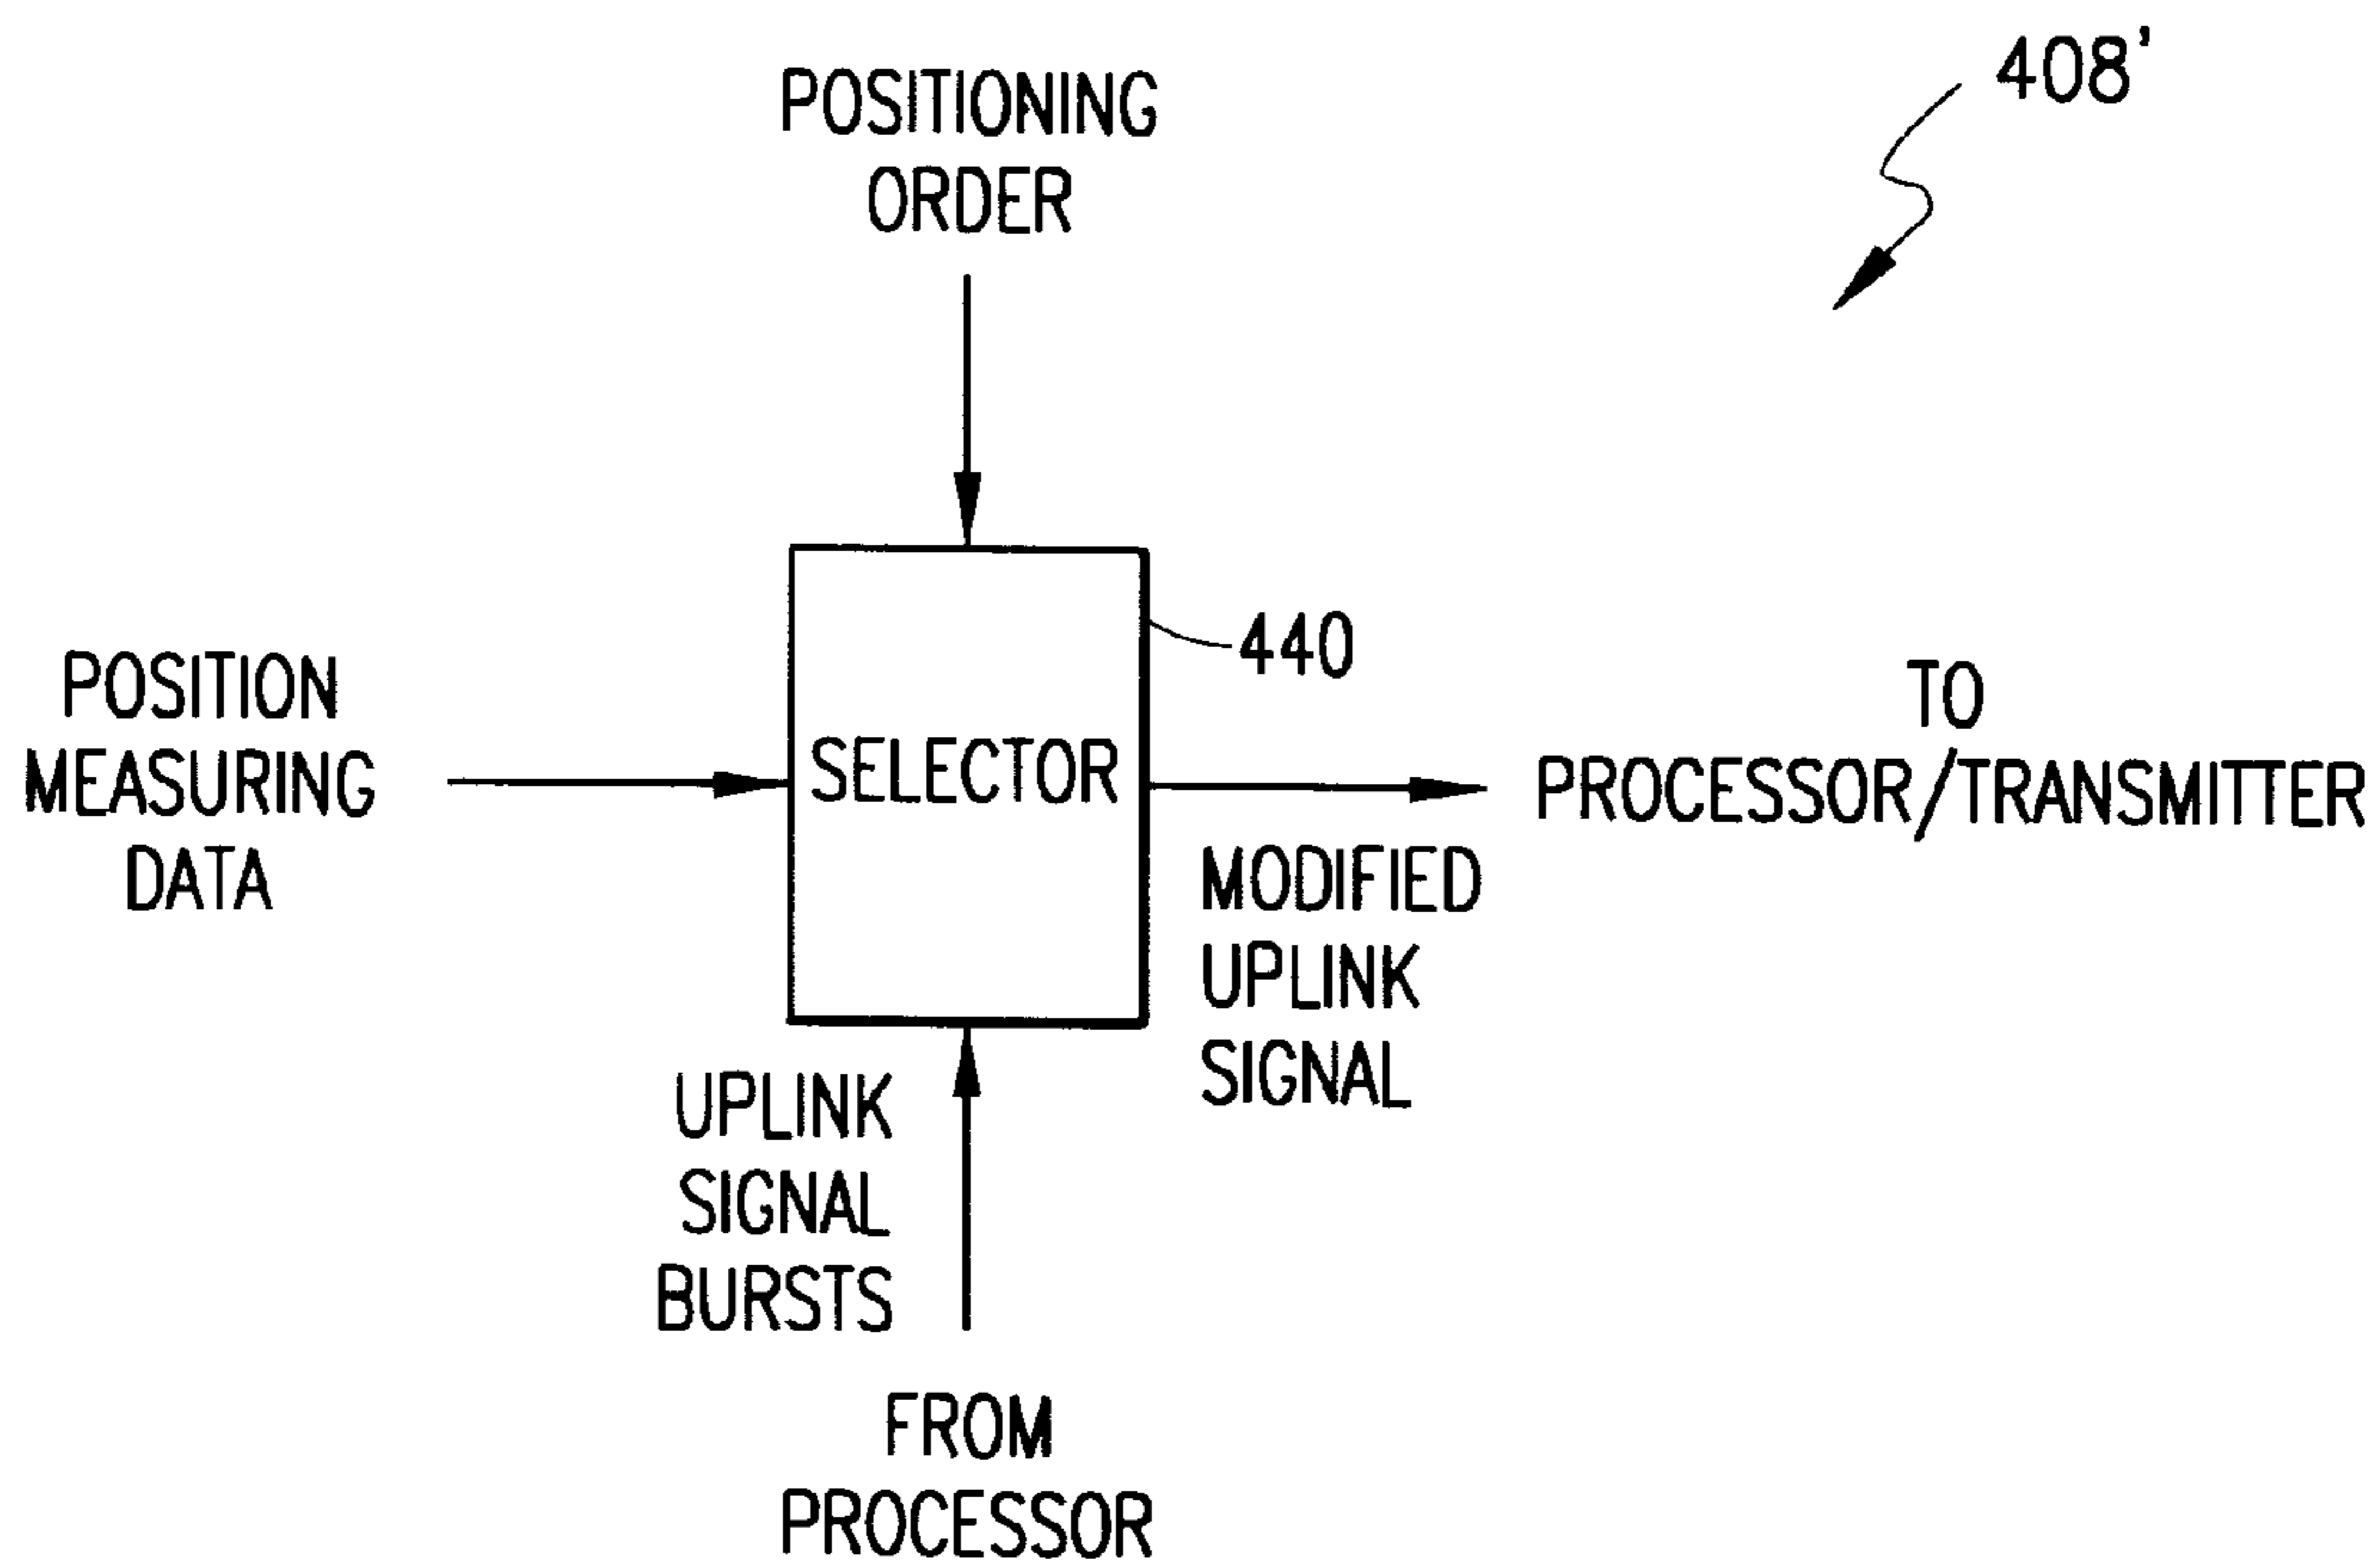 POSITIONING
ORDER
408'
440
POSITION
MEASURING
DATA
SELECTOR
TO
PROCESSOR/TRANSMITTER
MODIFIED
UPLINK
SIGNAL
UPLINK
SIGNAL
BURSTS
FROM
PROCESSOR